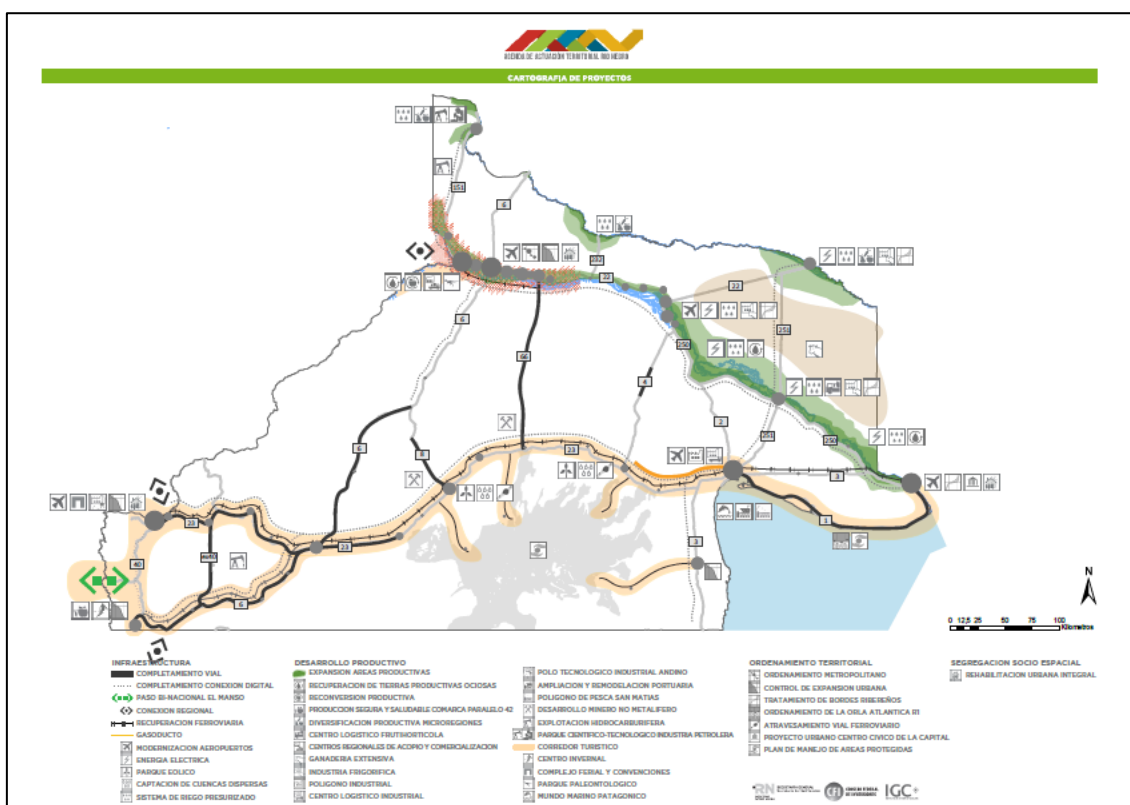 AGENDA DE ACTUACIÓN TERRITORIAL RIO NEGRO
CARTOGRAFIA DE PROYECTOS
151
6
232
22
22
251
250
6
66
4
2
251
250
6
8
23
3
3
23
23
40
6
3
N
0 12,5 25 50 75 100
Kilometros
INFRAESTRUCTURA
COMPLETAMIENTO VIAL
COMPLETAMIENTO CONEXION DIGITAL
PASO BI-NACIONAL EL MANSO
CONEXION REGIONAL
RECUPERACION FERROVIARIA
GASODUCTO
MODERNIZACION AEROPUERTOS
ENERGIA ELECTRICA
PARQUE EOLICO
CAPTACION DE CUENCAS DISPERSAS
SISTEMA DE RIEGO PRESURIZADO
DESARROLLO PRODUCTIVO
EXPANSION AREAS PRODUCTIVAS
RECUPERACION DE TIERRAS PRODUCTIVAS OCIOSAS
RECONVERSION PRODUCTIVA
PRODUCCION SEGURA Y SALUDABLE COMARCA PARALELO 42
DIVERSIFICACION PRODUCTIVA MICROREGIONES
CENTRO LOGISTICO FRUTIHORTICOLA
CENTROS REGIONALES DE ACOPIO Y COMERCIALIZACION
GANADERIA EXTENSIVA
INDUSTRIA FRIGORIFICA
POLIGONO INDUSTRIAL
CENTRO LOGISTICO INDUSTRIAL
POLO TECNOLOGICO INDUSTRIAL ANDINO
AMPLIACION Y REMODELACION PORTUARIA
POLIGONO DE PESCA SAN MATIAS
DESARROLLO MINERO NO METALIFERO
EXPLOTACION HIDROCARBURIFERA
PARQUE CIENTIFICO-TECNOLOGICO INDUSTRIA PETROLERA
CORREDOR TURISTICO
CENTRO INVERNAL
COMPLEJO FERIAL Y CONVENCIONES
PARQUE PALEONTOLOGICO
MUNDO MARINO PATAGONICO
ORDENAMIENTO TERRITORIAL
ORDENAMIENTO METROPOLITANO
CONTROL DE EXPANSION URBANA
TRATAMIENTO DE BORDES RIBEREÑOS
ORDENAMIENTO DE LA ORLA ATLANTICA R1
ATRAVESAMIENTO VIAL FERROVIARIO
PROYECTO URBANO CENTRO CIVICO DE LA CAPITAL
PLAN DE MANEJO DE AREAS PROTEGIDAS
SEGREGACION SOCIO ESPACIAL
REHABILITACION URBANA INTEGRAL
RN
CFI
IGC+